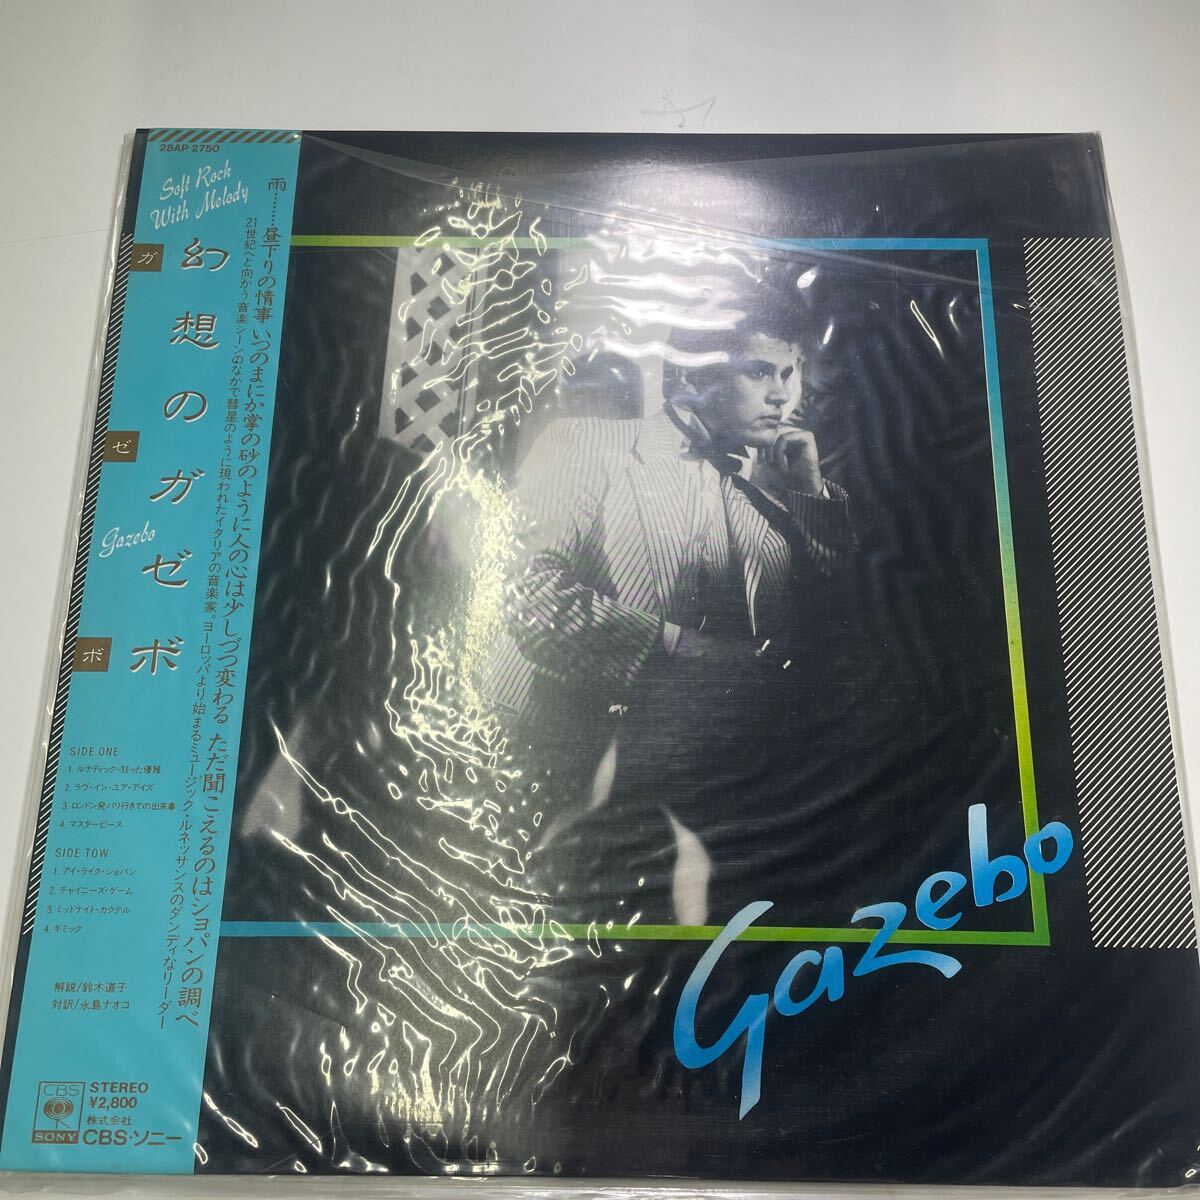 28AP 2750
Soft Rock
With Melody
幻想のガゼボ
ガ
ゼ
ボ
Gazebo
雨………昼下りの情事 いつのまにか掌の砂のように人の心は少しづつ変わる ただ聞こえるのはショパンの調べ
21世紀へと向かう音楽シーンのなかで彗星のように現われたイタリアの音楽家。ヨーロッパより始まるミュージック・ルネッサンスのダンディなリーダー
SIDE ONE
1. ルナティック~狂った優雅
2. ラヴ・イン・ユア・アイズ
3. ロンドン発パリ行きでの出来事
4. マスターピース
SIDE TOW
1. アイ・ライク・ショパン
2. チャイニーズ・ゲーム
3. ミッドナイト・カクテル
4. ギミック
解説/鈴木道子
対訳/永島ナオコ
CBS
SONY
STEREO
¥2,800
株式会社
CBS・ソニー
Gazebo